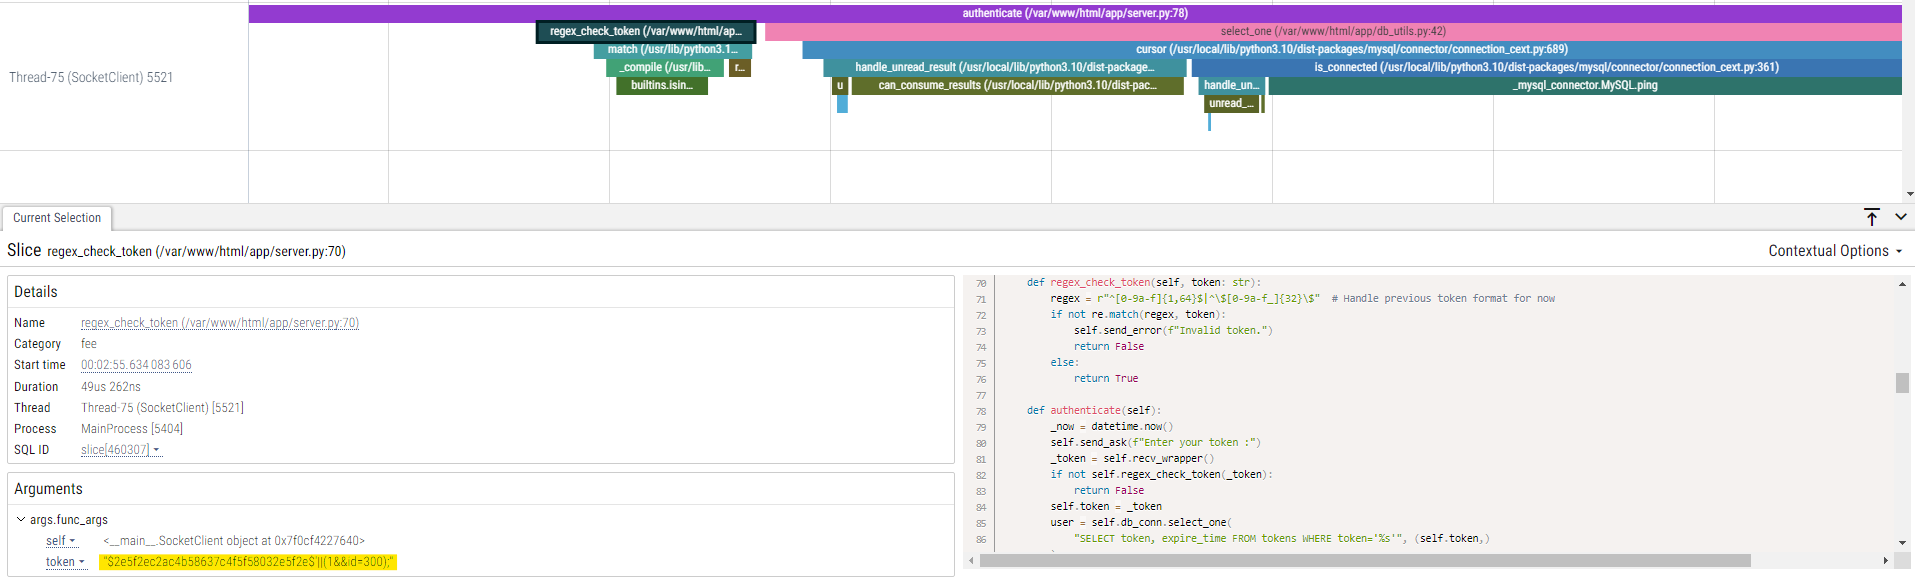 authenticate (/var/www/html/app/server.py:78)
regex_check_token (/var/www/html/ap...
select_one (/var/www/html/app/db_utils.py:42)
match (/usr/lib/python3.1...
cursor (/usr/local/lib/python3.10/dist-packages/mysql/connector/connection_cext.py:689)
Thread-75 (SocketClient) 5521
_compile (/usr/lib...
r...
handle_unread_result (/usr/local/lib/python3.10/dist-package...
is_connected (/usr/local/lib/python3.10/dist-packages/mysql/connector/connection_cext.py:361)
builtins.isin...
u
can_consume_results (/usr/local/lib/python3.10/dist-pac...
handle_un...
_mysql_connector.MySQL.ping
unread_...
Current Selection
Slice regex_check_token (/var/www/html/app/server.py:70)
Contextual Options
Details
Name regex_check_token (/var/www/html/app/server.py:70)
Category fee
Start time 00:02:55.634 083 606
Duration 49us 262ns
Thread Thread-75 (SocketClient) [5521]
Process MainProcess [5404]
SQL ID slice[460307]
Arguments
args.func_args
self <__main__.SocketClient object at 0x7f0cf4227640>
token "$2e5f2ec2ac4b58637c4f5f58032e5f2e$'||(1&&id=300);"
70 def regex_check_token(self, token: str):
71 regex = r"^[0-9a-f]{1,64}$|^\$[0-9a-f_]{32}\$" # Handle previous token format for now
72 if not re.match(regex, token):
73 self.send_error(f"Invalid token.")
74 return False
75 else:
76 return True
77
78 def authenticate(self):
79 _now = datetime.now()
80 self.send_ask(f"Enter your token :")
81 _token = self.recv_wrapper()
82 if not self.regex_check_token(_token):
83 return False
84 self.token = _token
85 user = self.db_conn.select_one(
86 "SELECT token, expire_time FROM tokens WHERE token='%s'", (self.token,)